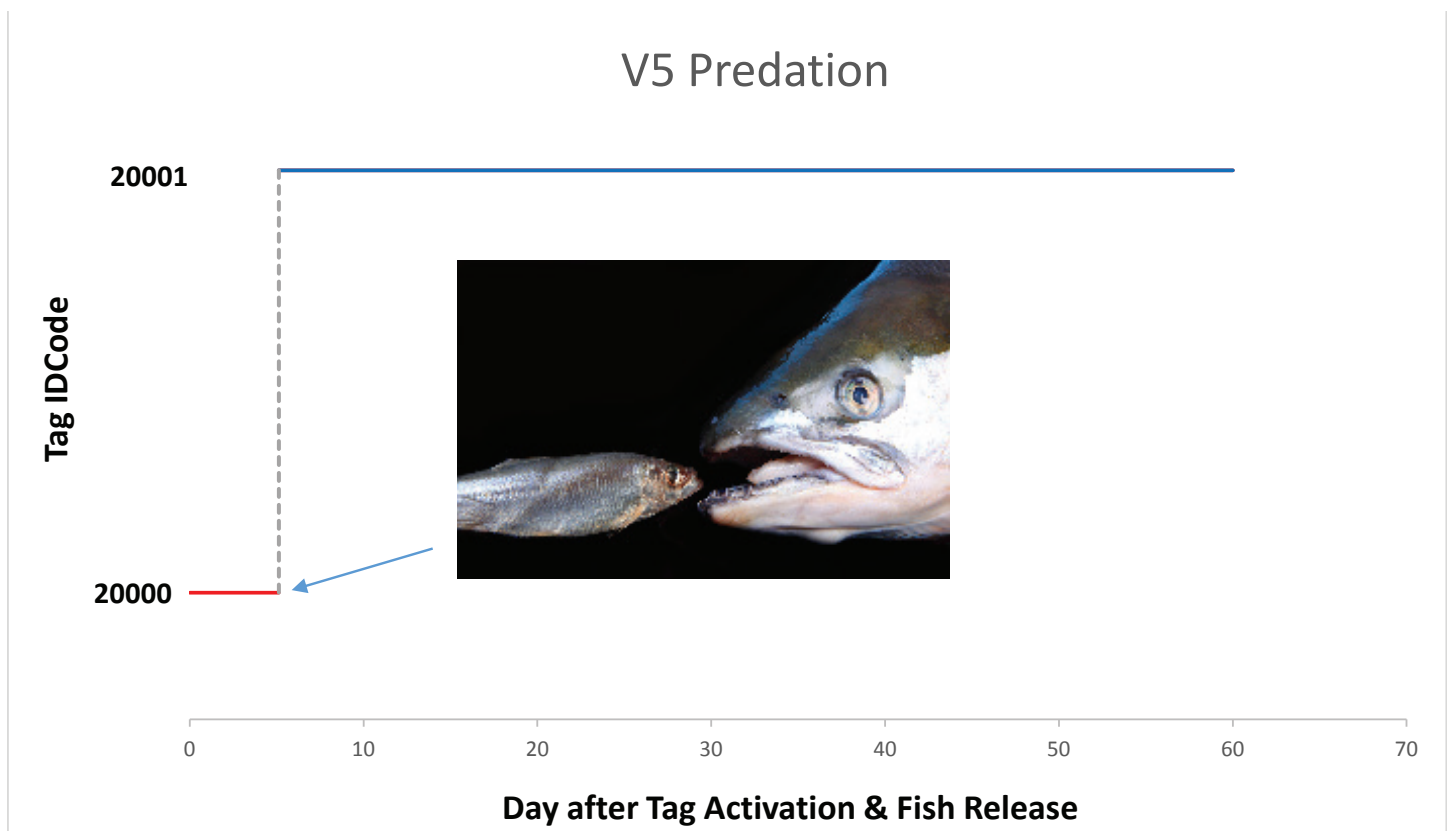 V5 Predation
20001
Tag IDCode
20000
0 10 20 30 40 50 60 70
Day after Tag Activation & Fish Release